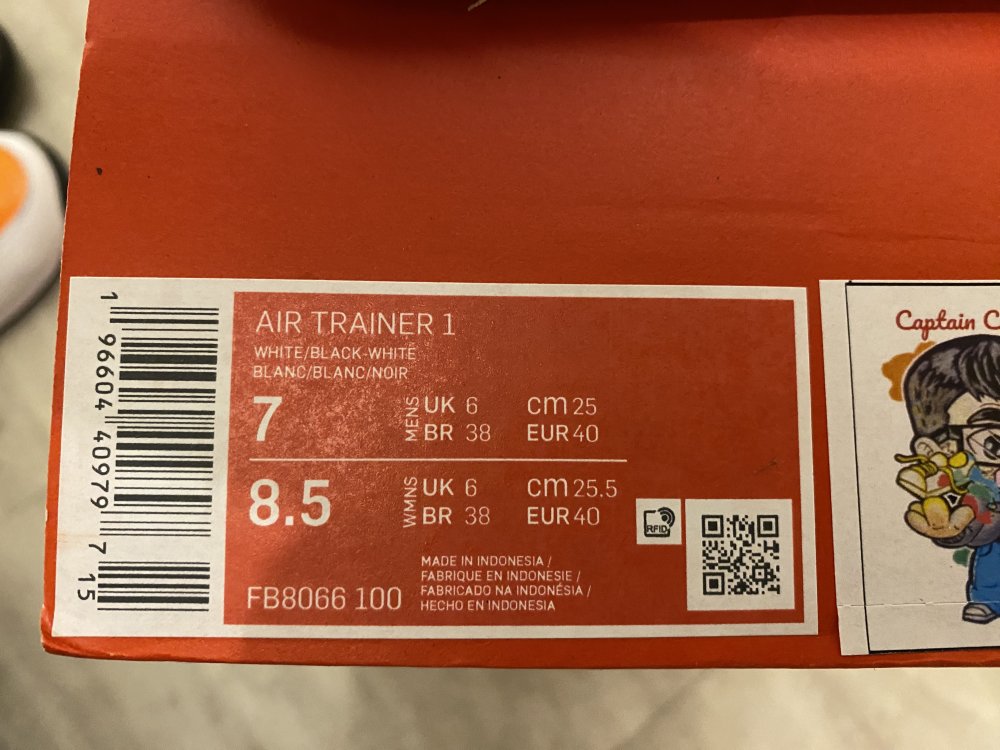 AIR TRAINER 1
WHITE/BLACK-WHITE
BLANC/BLANC/NOIR
7 MENS UK 6 CM 25
BR 38 EUR 40
8.5 WMNS UK 6 CM 25.5
BR 38 EUR 40
FB8066 100
MADE IN INDONESIA /
FABRIQUE EN INDONESIE /
FABRICADO NA INDONÉSIA /
HECHO EN INDONESIA
RFID
1 96604 40979 7 15
Captain C